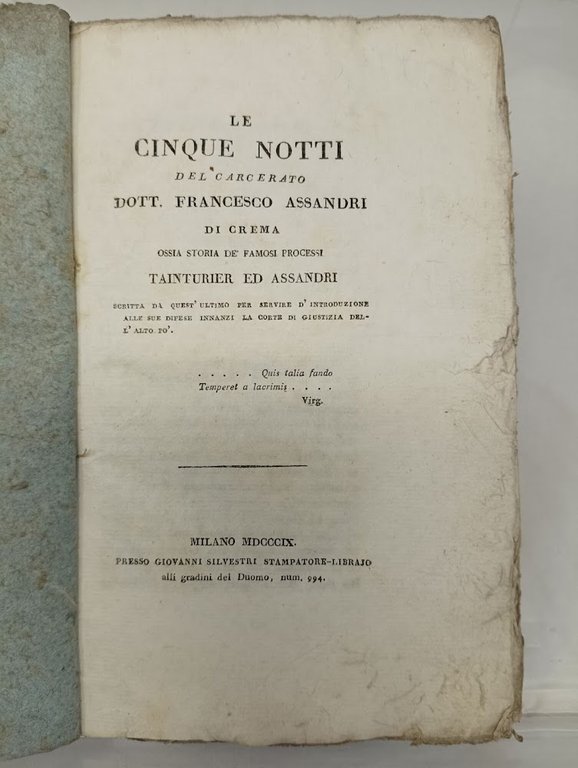 LE
CINQUE NOTTI
DEL CARCERATO
DOTT. FRANCESCO ASSANDRI
DI CREMA
OSSIA STORIA DE' FAMOSI PROCESSI
TAINTURIER ED ASSANDRI
SCRITTA DA QUEST' ULTIMO PER SERVIRE D' INTRODUZIONE
ALLE SUE DIFESE INNANZI LA CORTE DI GIUSTIZIA DEL-
L' ALTO PO'.
. . . . . Quis talia fando
Temperet a lacrimis . . . .
Virg.
MILANO MDCCCIX.
PRESSO GIOVANNI SILVESTRI STAMPATORE-LIBRAJO
alli gradini del Duomo, num. 994.